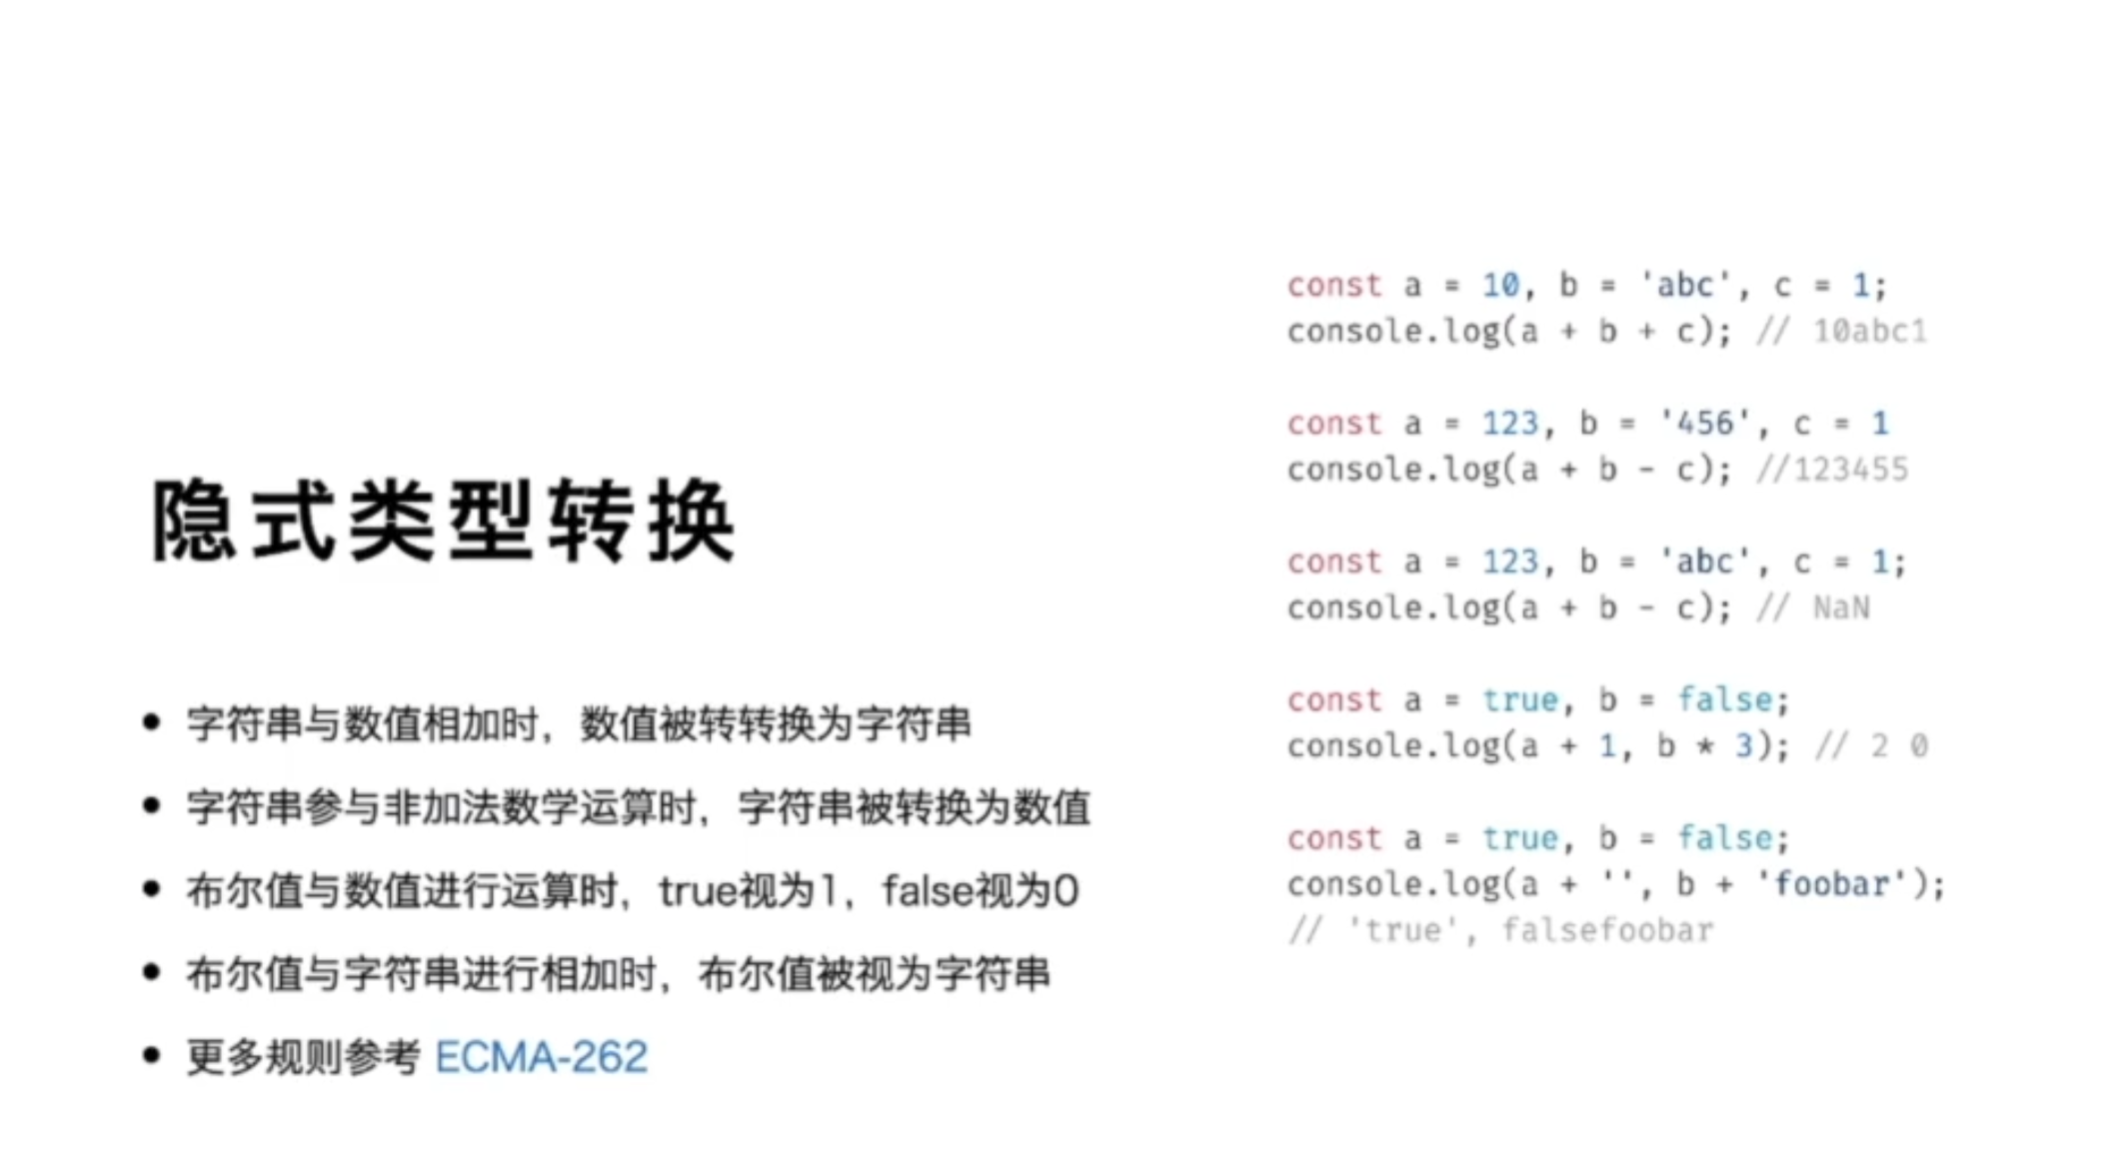 隐式类型转换
• 字符串与数值相加时，数值被转转换为字符串
• 字符串参与非加法数学运算时，字符串被转换为数值
• 布尔值与数值进行运算时，true视为1，false视为0
• 布尔值与字符串进行相加时，布尔值被视为字符串
• 更多规则参考 ECMA-262
const a = 10, b = 'abc', c = 1;
console.log(a + b + c); // 10abc1
const a = 123, b = '456', c = 1
console.log(a + b - c); //123455
const a = 123, b = 'abc', c = 1;
console.log(a + b - c); // NaN
const a = true, b = false;
console.log(a + 1, b * 3); // 2 0
const a = true, b = false;
console.log(a + '', b + 'foobar');
// 'true', falsefoobar